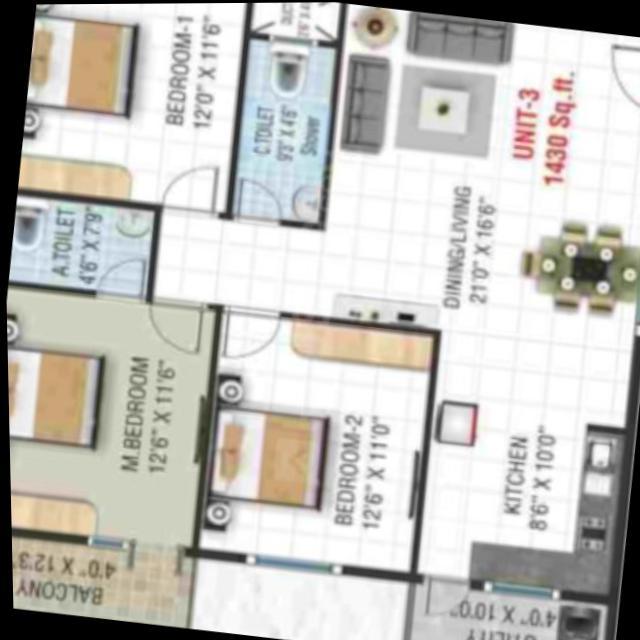 BEDROOM-1
12'0" X 11'6"
C.TOILET
9'3" X 4'6"
Shower
UNIT-3
1430 Sq.ft.
A.TOILET
4'6" X 7'9"
DINING/LIVING
21'0" X 16'6"
M.BEDROOM
12'6" X 11'6"
BEDROOM-2
12'6" X 11'0"
KITCHEN
8'6" X 10'0"
BALCONY
4'0" X 12'3"
UTILITY
4'0" X 10'0"